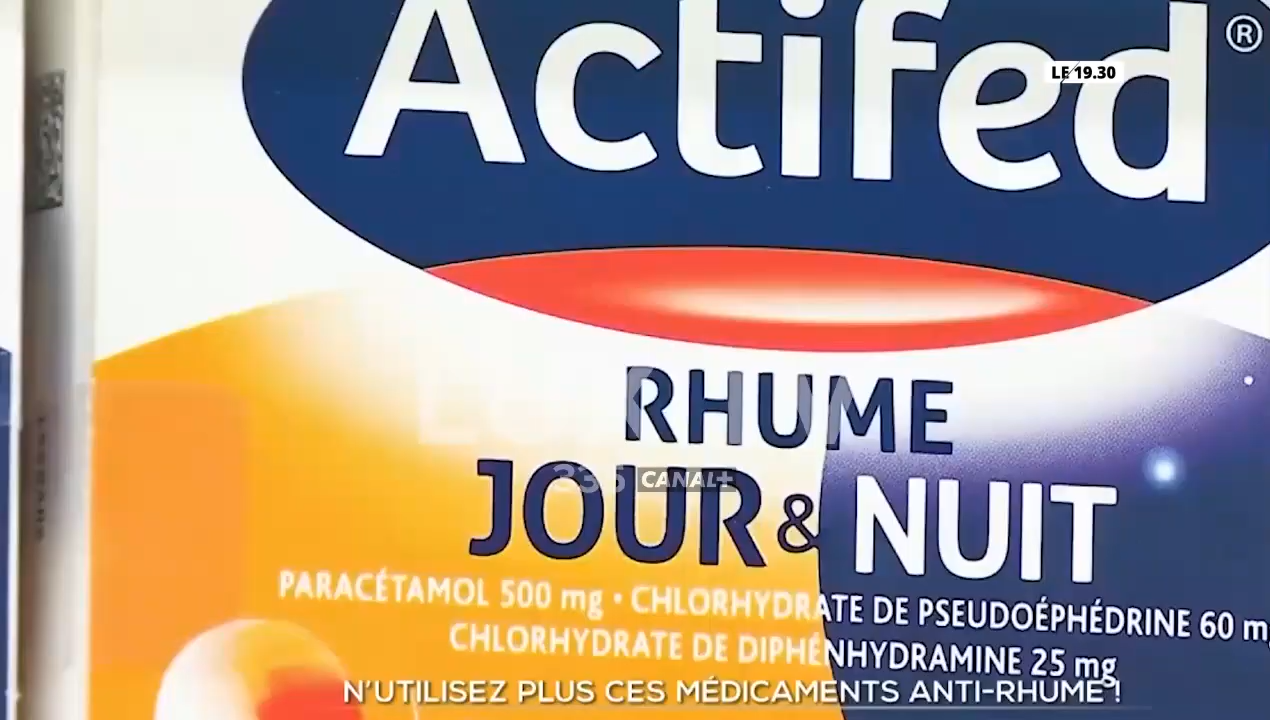 Actifed®
LE 19.30
RHUME
JOUR & NUIT
335 CANAL+
PARACÉTAMOL 500 mg • CHLORHYDRATE DE PSEUDOÉPHÉDRINE 60 m
CHLORHYDRATE DE DIPHÉNHYDRAMINE 25 mg
N'UTILISEZ PLUS CES MÉDICAMENTS ANTI-RHUME !